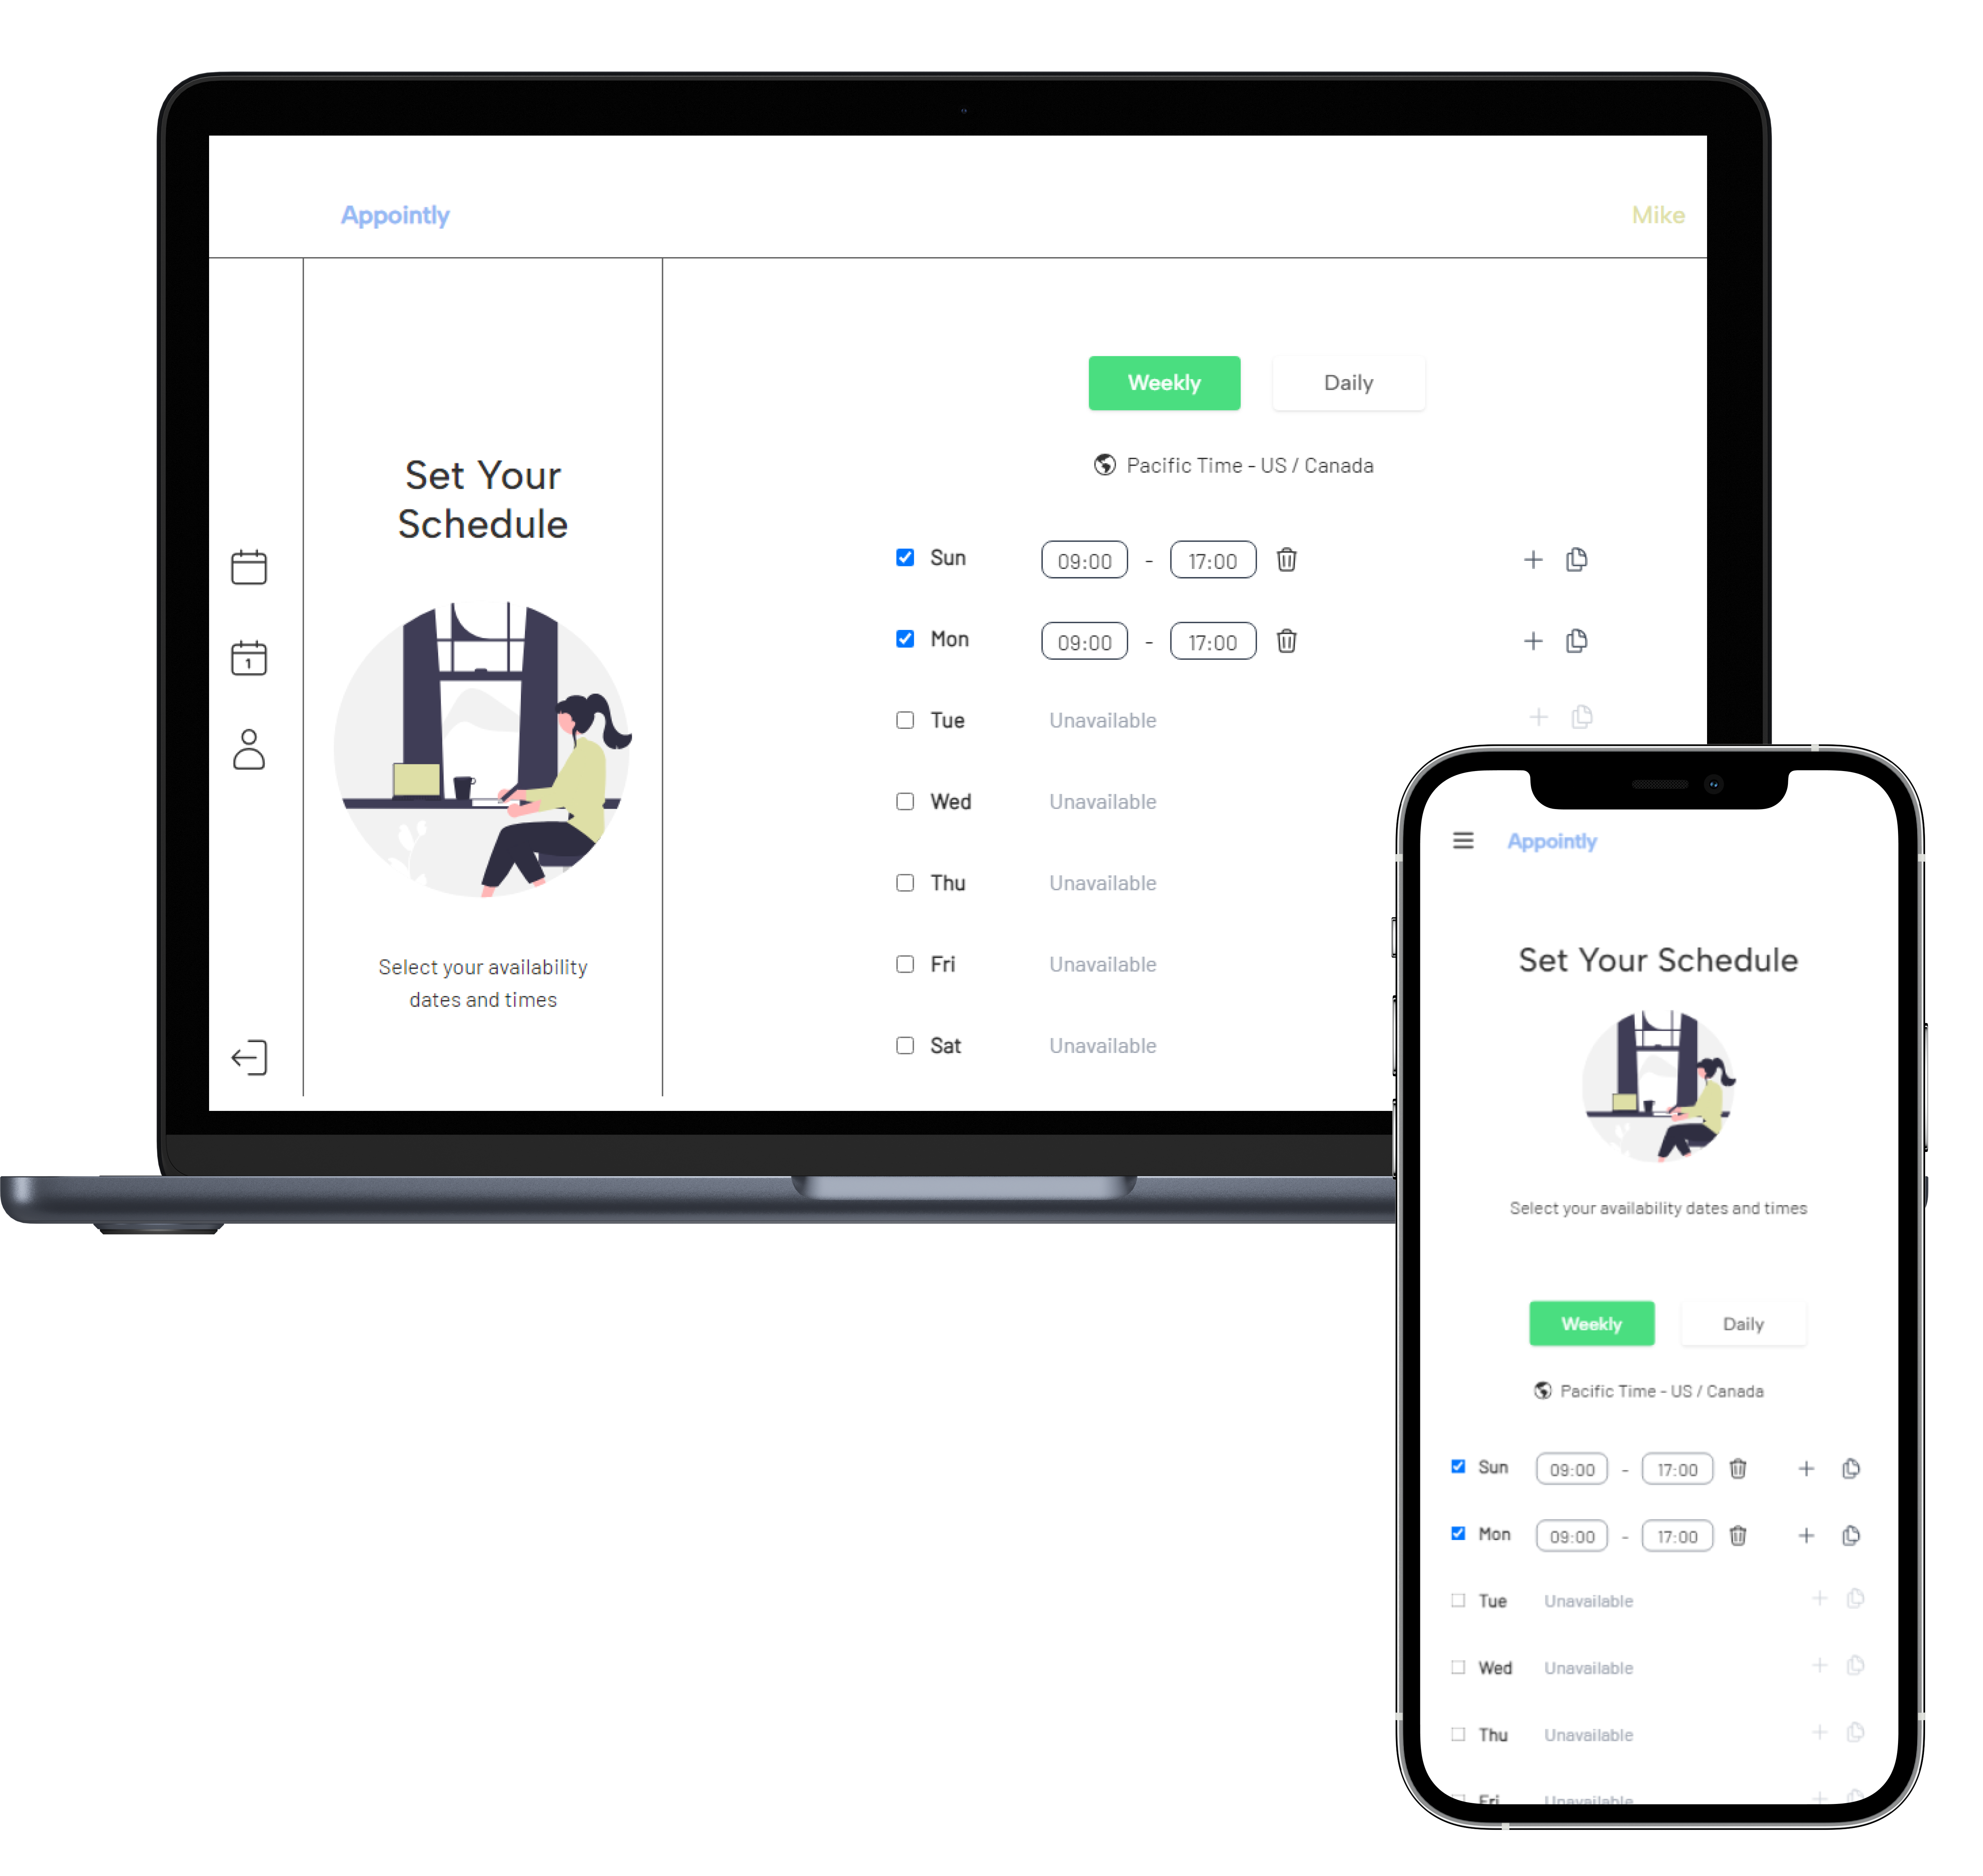 Appointly
Mike
Set Your
Schedule
1
Select your availability
dates and times
Weekly Daily
Pacific Time - US / Canada
Sun 09:00 - 17:00
Mon 09:00 - 17:00
Tue Unavailable
Wed Unavailable
Thu Unavailable
Fri Unavailable
Sat Unavailable
Appointly
Set Your Schedule
Select your availability dates and times
Weekly Daily
Pacific Time - US / Canada
Sun 09:00 - 17:00
Mon 09:00 - 17:00
Tue Unavailable
Wed Unavailable
Thu Unavailable
Fri Unavailable